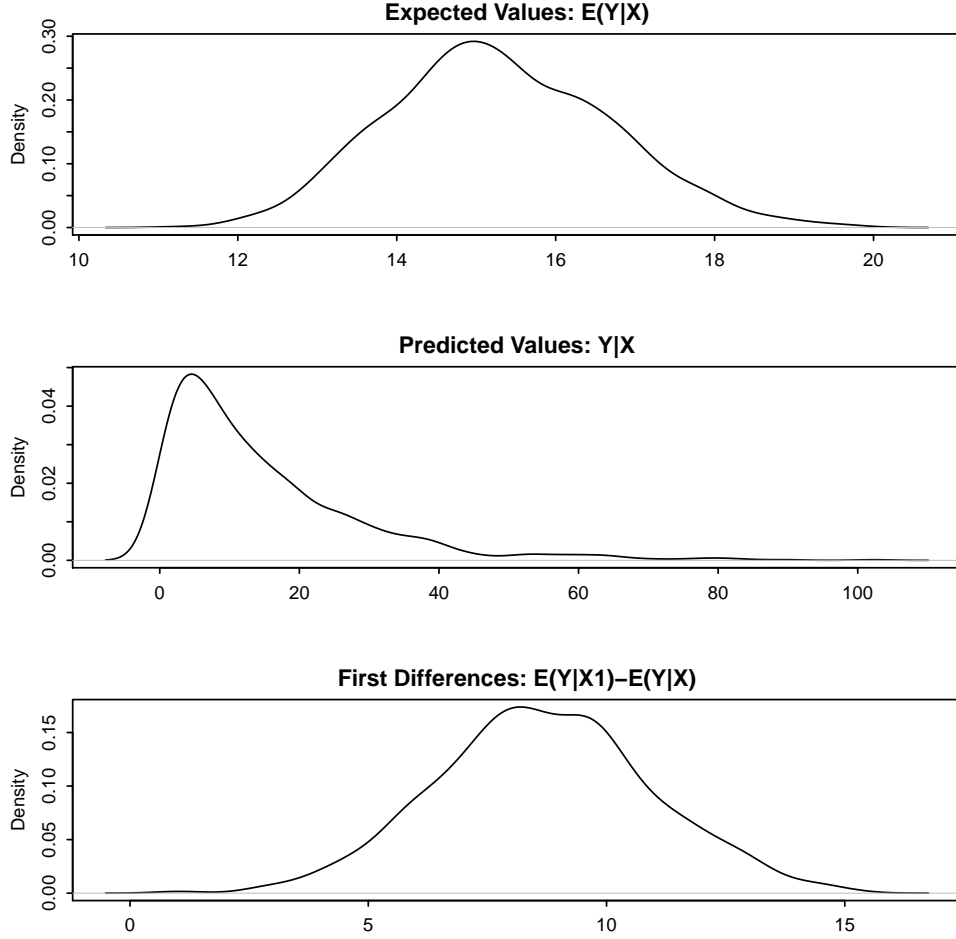 Expected Values: E(Y|X)
Density
0.00 0.10 0.20 0.30
10 12 14 16 18 20
Predicted Values: Y|X
Density
0.00 0.02 0.04
0 20 40 60 80 100
First Differences: E(Y|X1)−E(Y|X)
Density
0.00 0.05 0.10 0.15
0 5 10 15